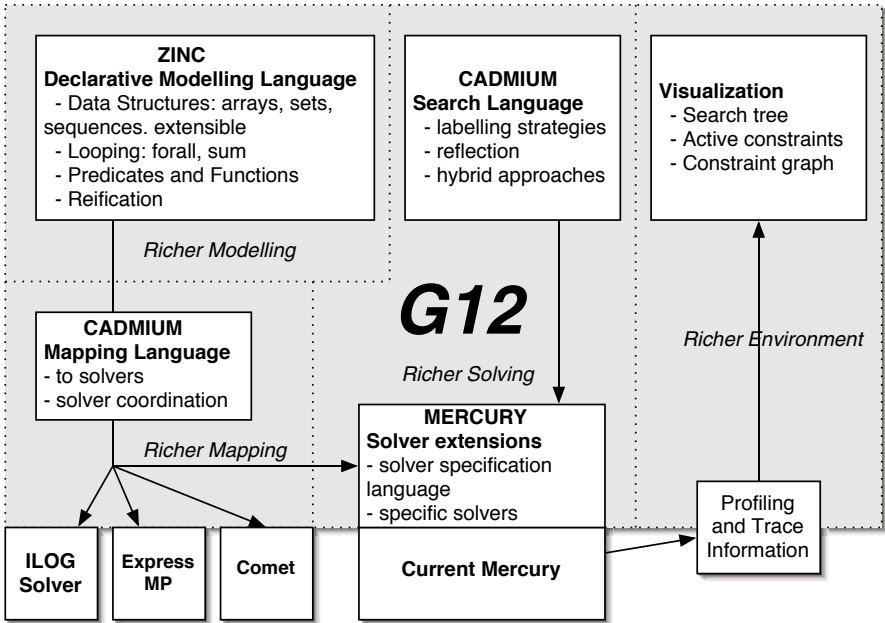 ZINC
Declarative Modelling Language
- Data Structures: arrays, sets,
sequences. extensible
- Looping: forall, sum
- Predicates and Functions
- Reification
CADMIUM
Search Language
- labelling strategies
- reflection
- hybrid approaches
Visualization
- Search tree
- Active constraints
- Constraint graph
Richer Modelling
G12
CADMIUM
Mapping Language
- to solvers
- solver coordination
Richer Environment
Richer Solving
MERCURY
Solver extensions
- solver specification
language
- specific solvers
Richer Mapping
Profiling
and Trace
Information
ILOG
Solver
Express
MP
Comet
Current Mercury